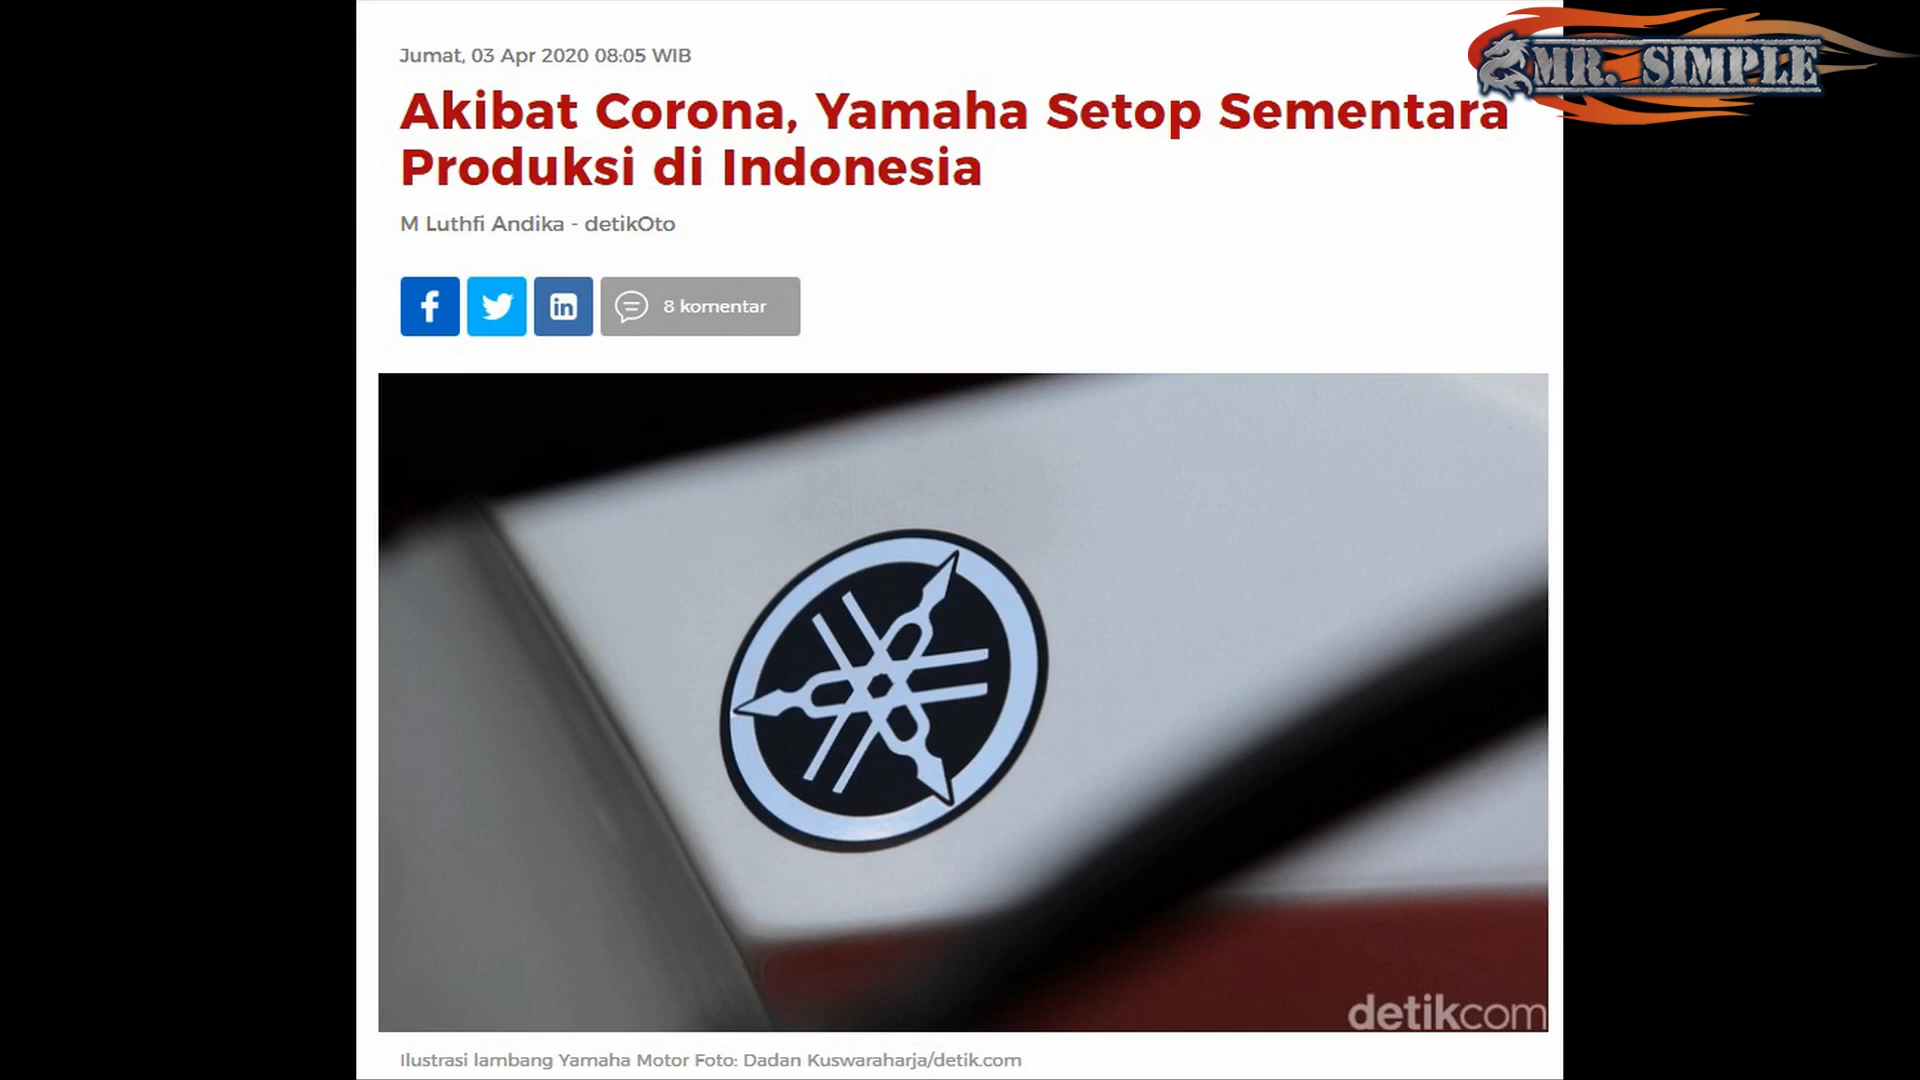 Jumat, 03 Apr 2020 08:05 WIB
MR. SIMPLE
Akibat Corona, Yamaha Setop Sementara
Produksi di Indonesia
M Luthfi Andika - detikOto
f
in
8 komentar
detikcom
Ilustrasi lambang Yamaha Motor Foto: Dadan Kuswaraharja/detik.com